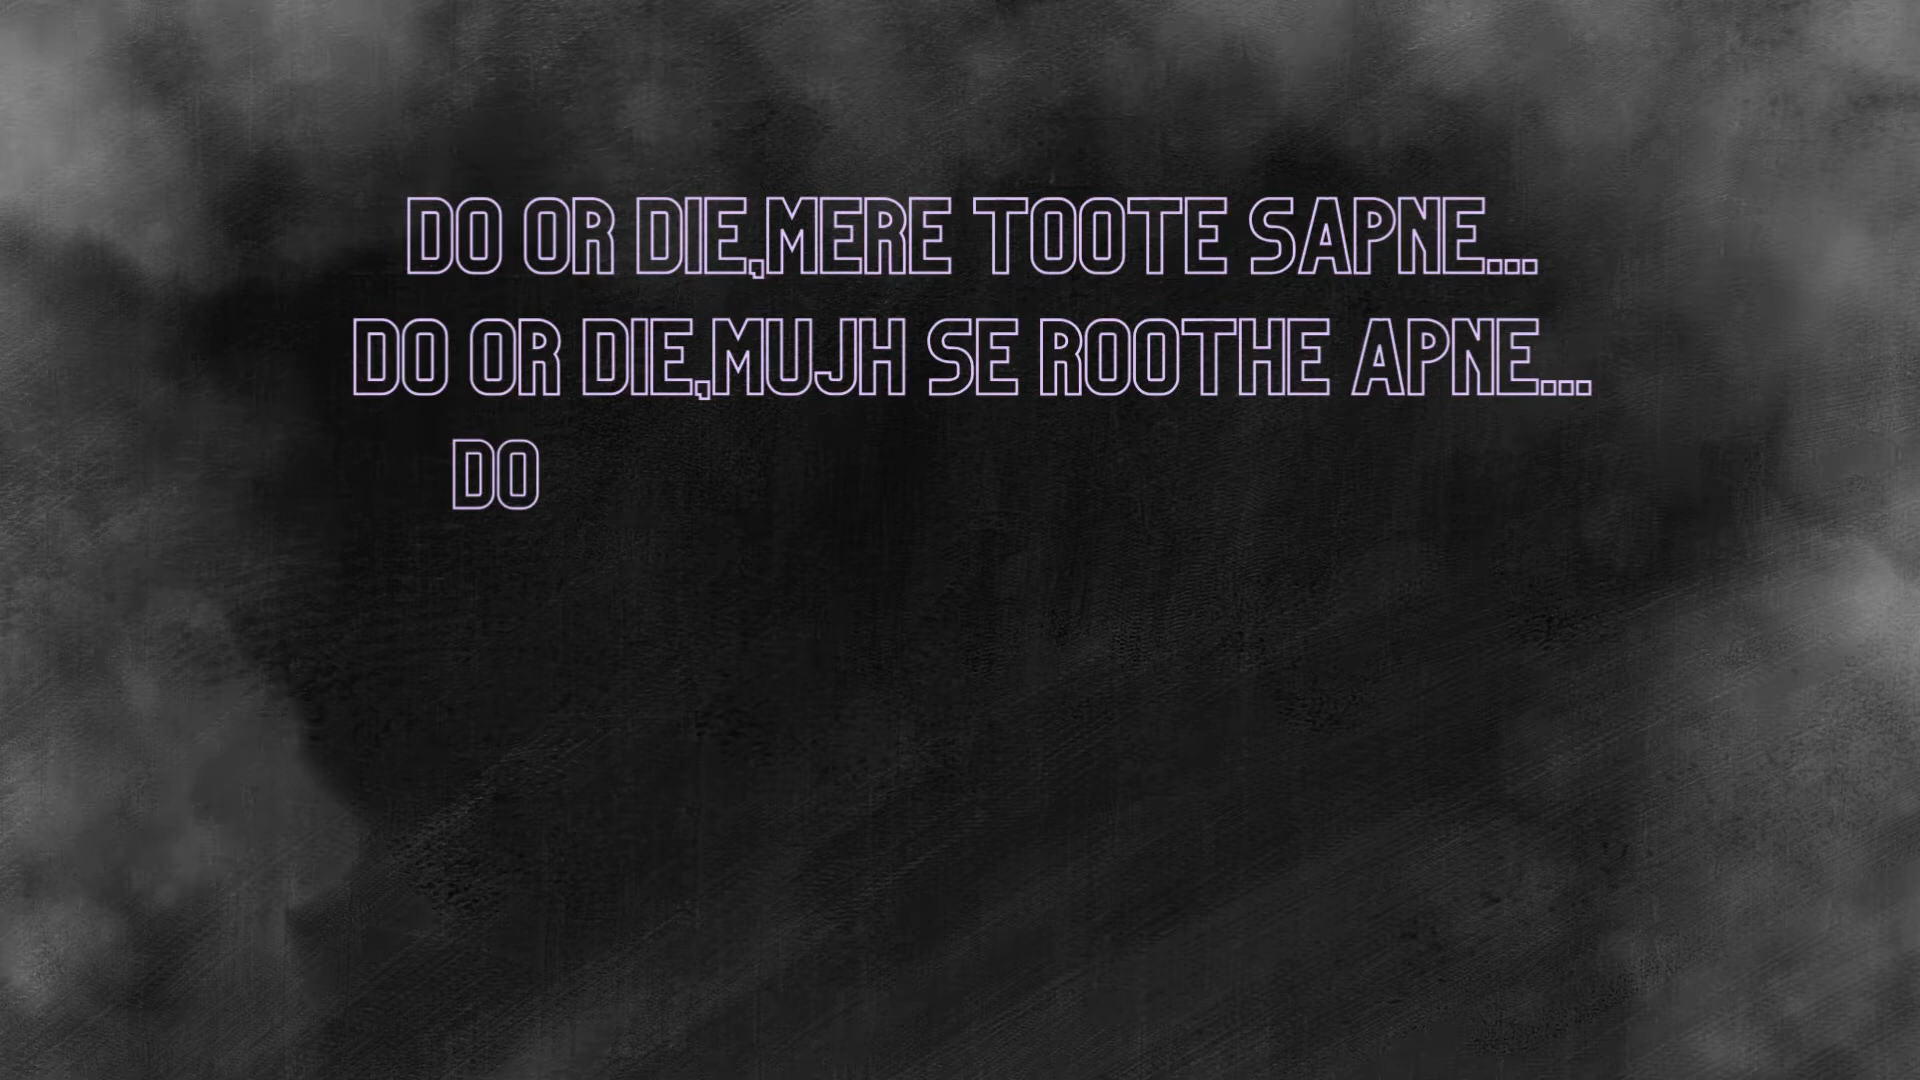 DO OR DIE,MERE TOOTE SAPNE...
DO OR DIE,MUJH SE ROOTHE APNE...
DO